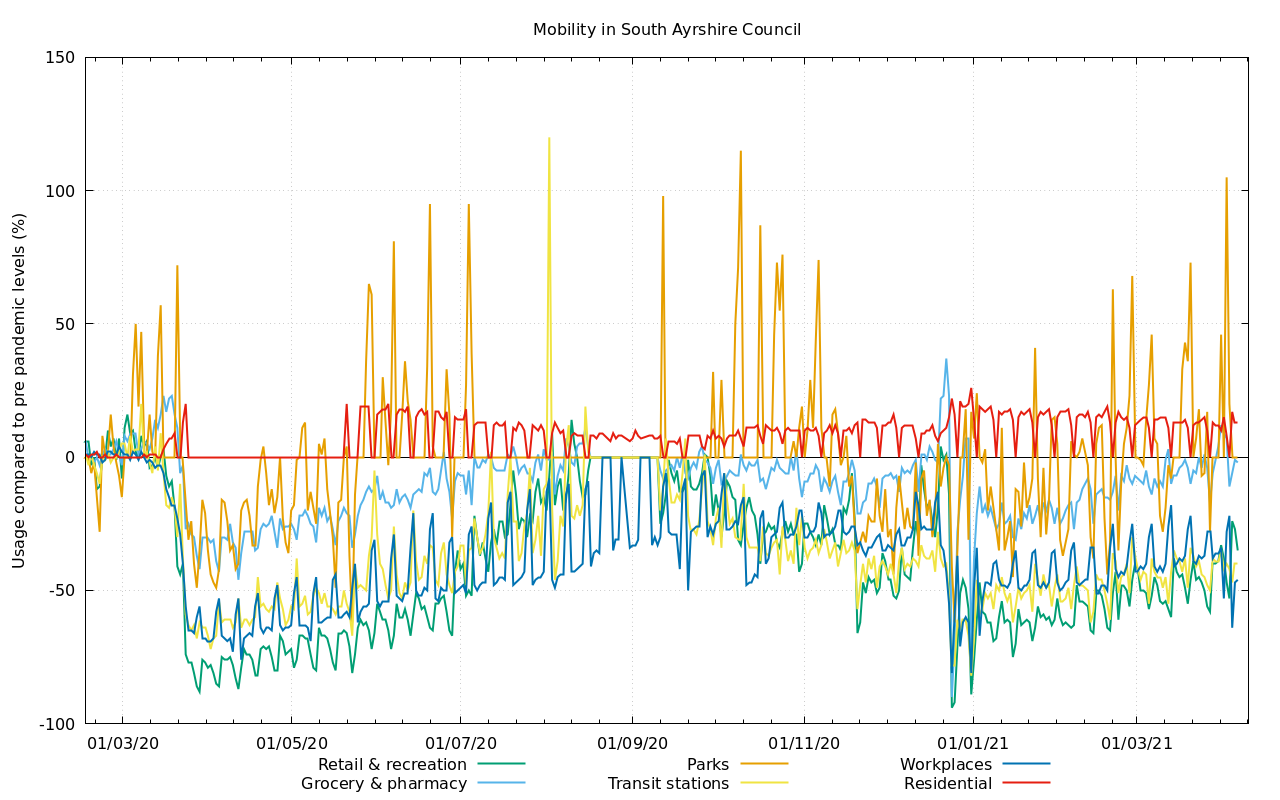 Mobility in South Ayrshire Council
Usage compared to pre pandemic levels (%)
150
100
50
0
-50
-100
01/03/20 01/05/20 01/07/20 01/09/20 01/11/20 01/01/21 01/03/21
Retail & recreation Parks Workplaces
Grocery & pharmacy Transit stations Residential